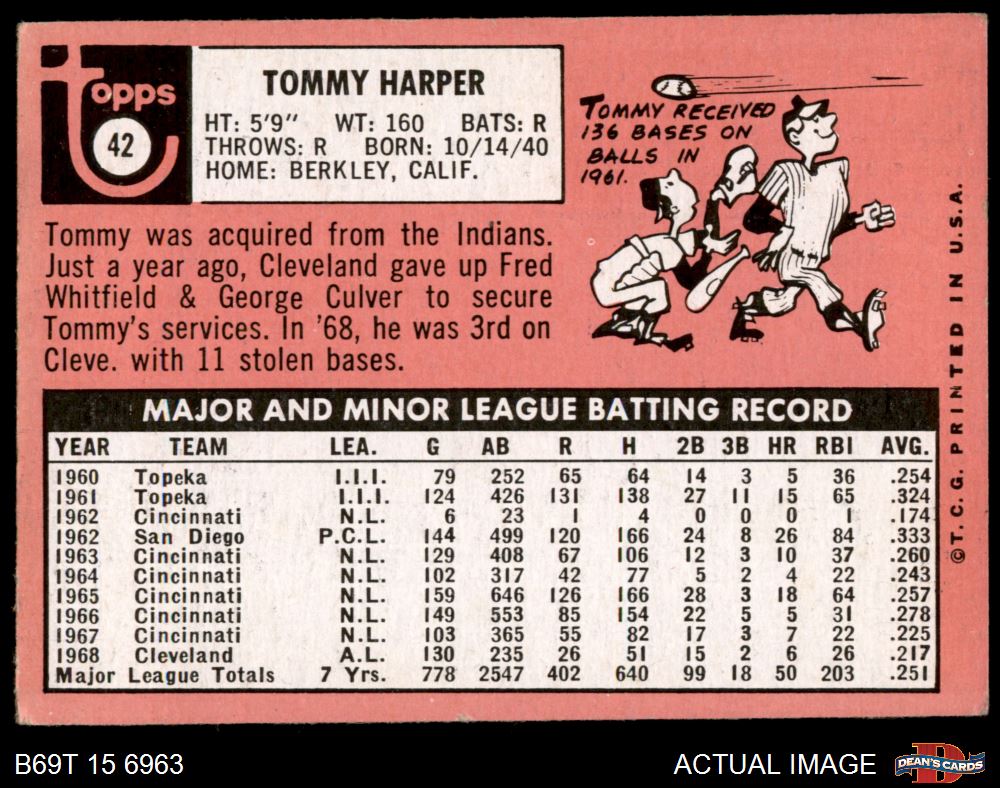 topps
42
TOMMY HARPER
HT: 5'9" WT: 160 BATS: R
THROWS: R BORN: 10/14/40
HOME: BERKLEY, CALIF.
TOMMY RECEIVED
136 BASES ON
BALLS IN
1961.
Tommy was acquired from the Indians.
Just a year ago, Cleveland gave up Fred
Whitfield & George Culver to secure
Tommy's services. In '68, he was 3rd on
Cleve. with 11 stolen bases.
MAJOR AND MINOR LEAGUE BATTING RECORD
YEAR TEAM LEA. G AB R H 2B 3B HR RBI AVG.
1960 Topeka I.I.I. 79 252 65 64 14 3 5 36 .254
1961 Topeka I.I.I. 124 426 131 138 27 11 15 65 .324
1962 Cincinnati N.L. 6 23 1 4 0 0 0 1 .174
1962 San Diego P.C.L. 144 499 120 166 24 8 26 84 .333
1963 Cincinnati N.L. 129 408 67 106 12 3 10 37 .260
1964 Cincinnati N.L. 102 317 42 77 5 2 4 22 .243
1965 Cincinnati N.L. 159 646 126 166 28 3 18 64 .257
1966 Cincinnati N.L. 149 553 85 154 22 5 5 31 .278
1967 Cincinnati N.L. 103 365 55 82 17 3 7 22 .225
1968 Cleveland A.L. 130 235 26 51 15 2 6 26 .217
Major League Totals 7 Yrs. 778 2547 402 640 99 18 50 203 .251
©T.C.G. PRINTED IN U.S.A.
B69T 15 6963
ACTUAL IMAGE
DEAN'S CARDS